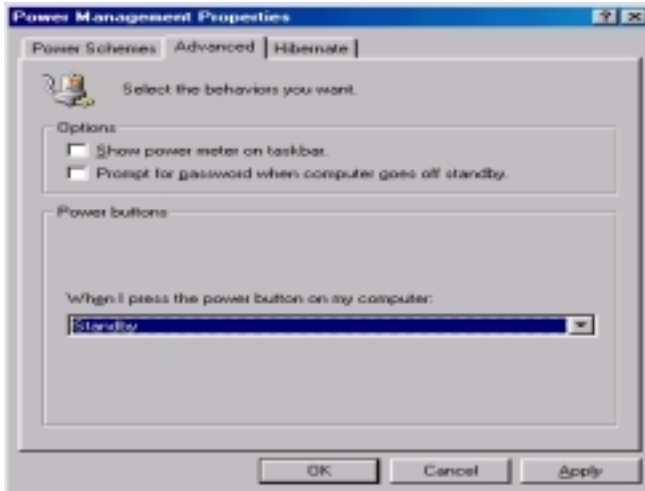 Power Management Properties
Power Schemes Advanced Hibernate
Select the behaviors you want.
Options
Show power meter on taskbar.
Prompt for password when computer goes off standby.
Power buttons
When I press the power button on my computer:
Standby
OK Cancel Apply